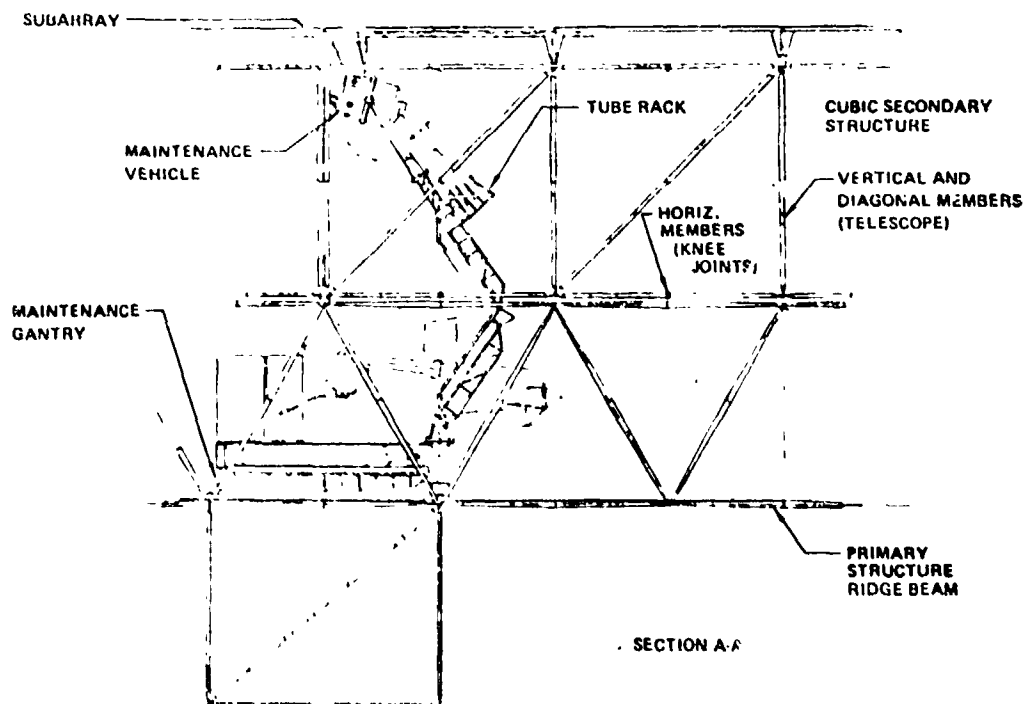 SUBARRAY
TUBE RACK
CUBIC SECONDARY
STRUCTURE
MAINTENANCE
VEHICLE
VERTICAL AND
DIAGONAL MEMBERS
(TELESCOPE)
HORIZ.
MEMBERS
(KNEE
JOINTS)
MAINTENANCE
GANTRY
PRIMARY
STRUCTURE
RIDGE BEAM
SECTION A-A